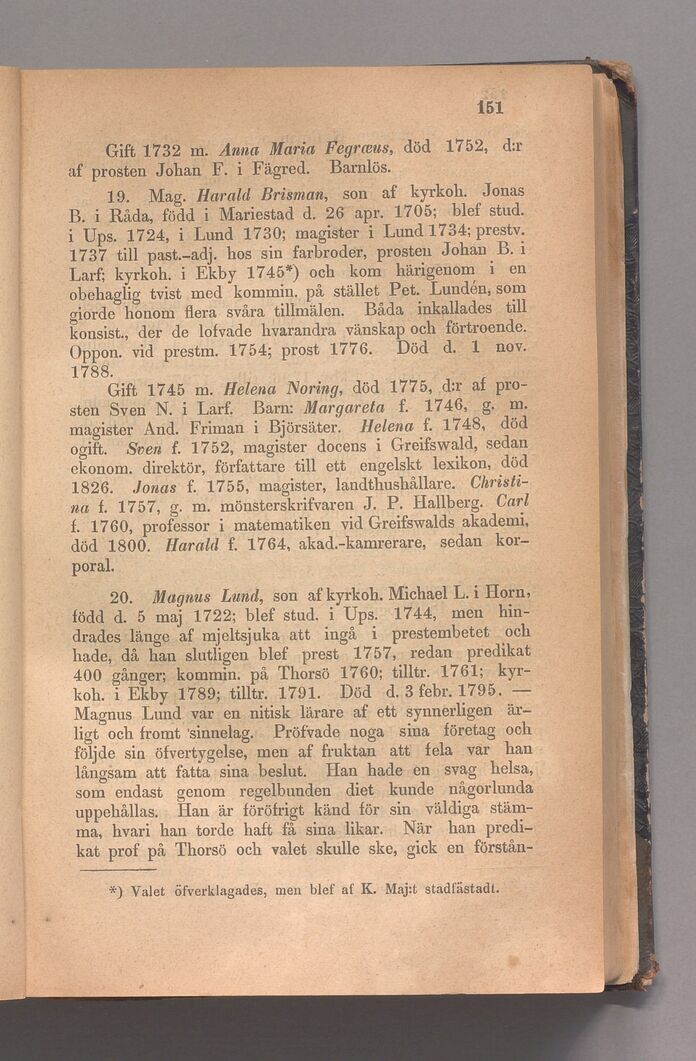 151
Gift 1732 m. Anna Maria Fegræus, död 1752, d:r
af prosten Johan F. i Fägred. Barnlös.
19. Mag. Harald Brisman, son af kyrkoh. Jonas
B. i Råda, född i Mariestad d. 26 apr. 1705; blef stud.
i Ups. 1724, i Lund 1730; magister i Lund 1734; prestv.
1737 till past.-adj. hos sin farbroder, prosten Johan B. i
Larf; kyrkoh. i Ekby 1745*) och kom härigenom i en
obehaglig tvist med kommin. på stället Pet. Lundén, som
giorde honom flera svåra tillmälen. Båda inkallades till
konsist., der de lofvade hvarandra vänskap och förtroende.
Oppon. vid prestm. 1754; prost 1776. Död d. 1 nov.
1788.
Gift 1745 m. Helena Noring, död 1775, d:r af pro-
sten Sven N. i Larf. Barn: Margareta f. 1746, g. m.
magister And. Friman i Björsäter. Helena f. 1748, död
ogift. Sven f. 1752, magister docens i Greifswald, sedan
ekonom. direktör, författare till ett engelskt lexikon, död
1826. Jonas f. 1755, magister, landthushållare. Christi-
na f. 1757, g. m. mönsterskrifvaren J. P. Hallberg. Carl
f. 1760, professor i matematiken vid Greifswalds akademi,
död 1800. Harald f. 1764, akad.-kamrerare, sedan kor-
poral.
20. Magnus Lund, son af kyrkoh. Michael L. i Horn,
född d. 5 maj 1722; blef stud. i Ups. 1744, men hin-
drades länge af mjeltsjuka att ingå i prestembetet och
hade, då han slutligen blef prest 1757, redan predikat
400 gånger; kommin. på Thorsö 1760; tilltr. 1761; kyr-
koh. i Ekby 1789; tilltr. 1791. Död d. 3 febr. 1795. —
Magnus Lund var en nitisk lärare af ett synnerligen är-
ligt och fromt sinnelag. Pröfvade noga sina företag och
följde sin öfvertygelse, men af fruktan att fela var han
långsam att fatta sina beslut. Han hade en svag helsa,
som endast genom regelbunden diet kunde någorlunda
uppehållas. Han är föröfrigt känd för sin väldiga stäm-
ma, hvari han torde haft få sina likar. När han predi-
kat prof på Thorsö och valet skulle ske, gick en förstån-
*) Valet öfverklagades, men blef af K. Maj:t stadfästadt.